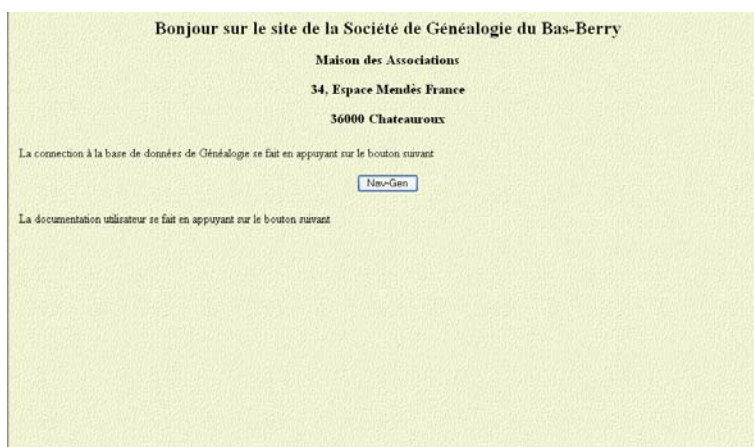 Bonjour sur le site de la Société de Généalogie du Bas-Berry
Maison des Associations
34, Espace Mendès France
36000 Chateauroux
La connection à la base de données de Généalogie se fait en appuyant sur le bouton suivant
Nav-Gen
La documentation utilisateur se fait en appuyant sur le bouton suivant